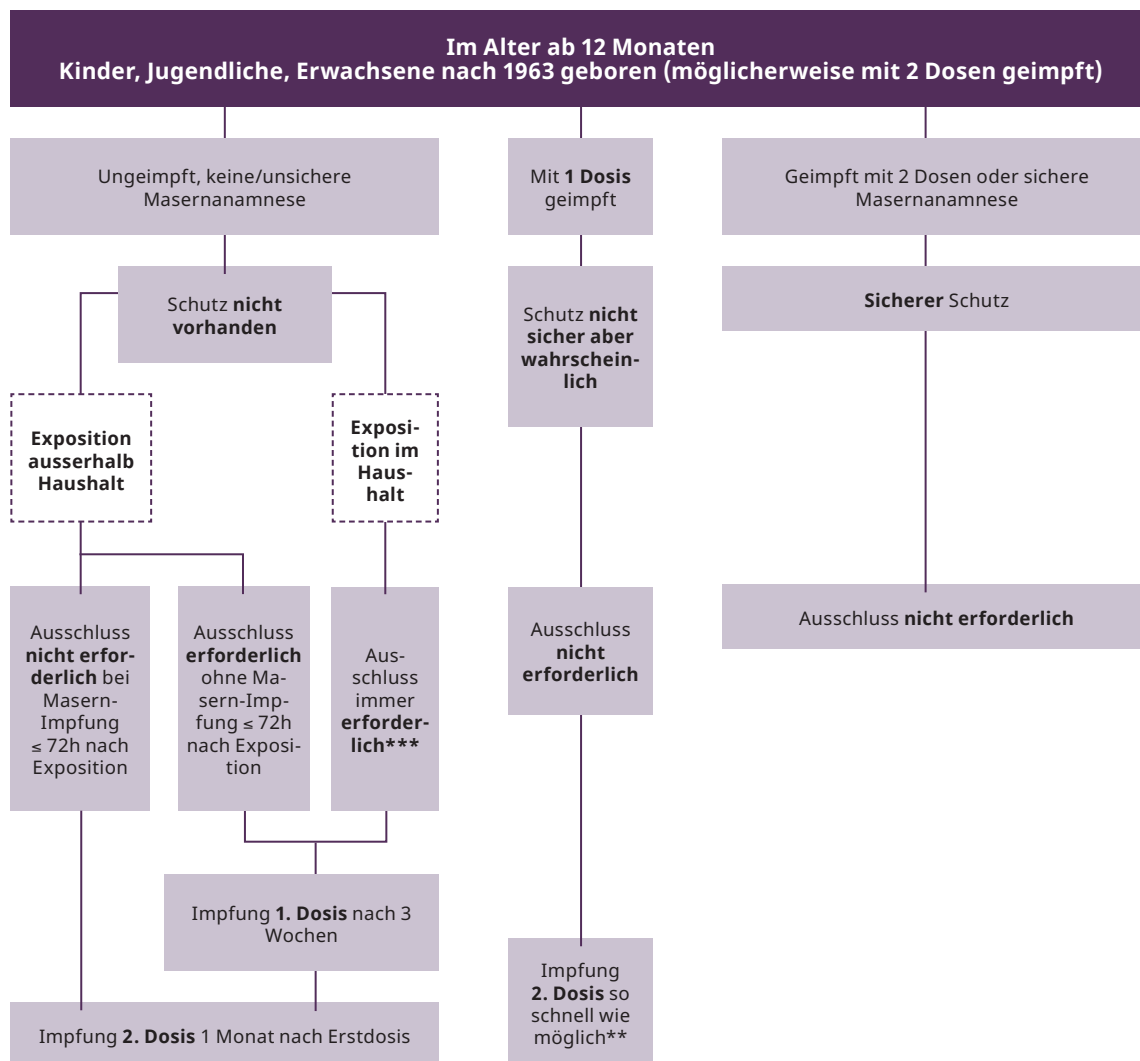 Im Alter ab 12 Monaten
Kinder, Jugendliche, Erwachsene nach 1963 geboren (möglicherweise mit 2 Dosen geimpft)
Ungeimpft, keine/unsichere
Masernanamnese
Mit 1 Dosis
geimpft
Geimpft mit 2 Dosen oder sichere
Masernanamnese
Schutz nicht
vorhanden
Schutz nicht
sicher aber
wahrschein-
lich
Sicherer Schutz
Exposition
ausserhalb
Haushalt
Exposi-
tion im
Haus-
halt
Ausschluss
nicht erfor-
derlich bei
Masern-
Impfung
≤ 72h nach
Exposition
Ausschluss
erforderlich
ohne Ma-
sern-Imp-
fung ≤ 72h
nach Exposi-
tion
Aus-
schluss
immer
erforder-
lich***
Ausschluss
nicht
erforderlich
Ausschluss nicht erforderlich
Impfung 1. Dosis nach 3
Wochen
Impfung
2. Dosis so
schnell wie
möglich**
Impfung 2. Dosis 1 Monat nach Erstdosis